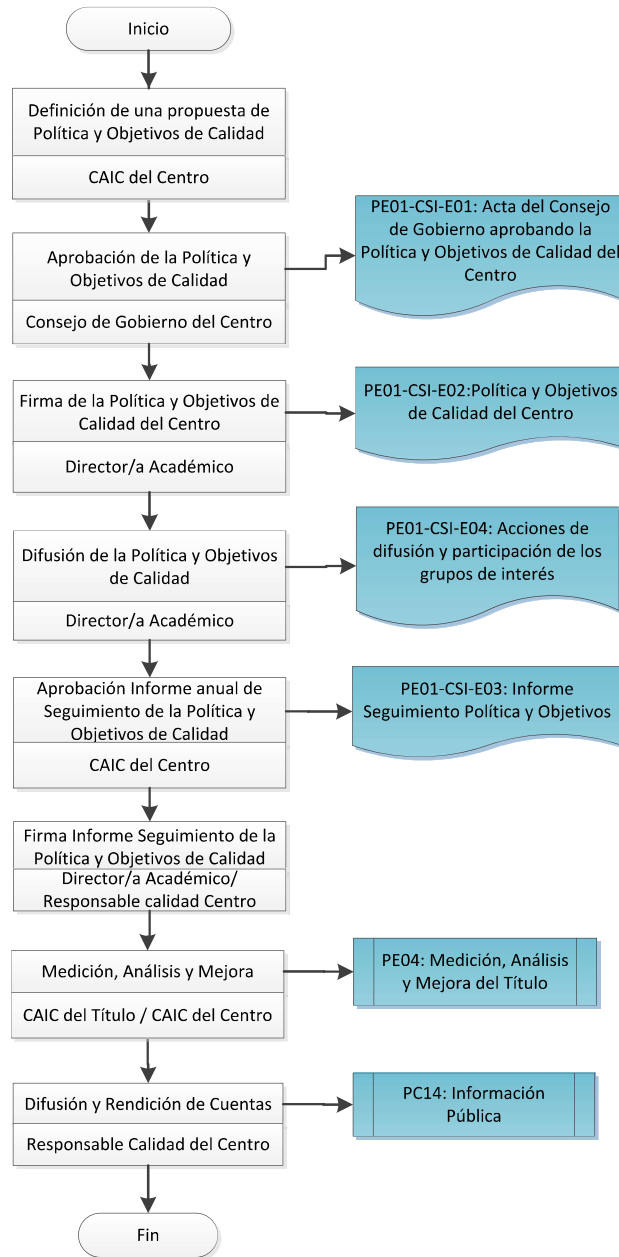 Inicio
Definición de una propuesta de
Política y Objetivos de Calidad
CAIC del Centro
Aprobación de la Política y
Objetivos de Calidad
Consejo de Gobierno del Centro
PE01-CSI-E01: Acta del Consejo
de Gobierno aprobando la
Política y Objetivos de Calidad del
Centro
Firma de la Política y Objetivos de
Calidad del Centro
Director/a Académico
PE01-CSI-E02:Política y Objetivos
de Calidad del Centro
Difusión de la Política y Objetivos
de Calidad
Director/a Académico
PE01-CSI-E04: Acciones de
difusión y participación de los
grupos de interés
Aprobación Informe anual de
Seguimiento de la Política y
Objetivos de Calidad
CAIC del Centro
PE01-CSI-E03: Informe
Seguimiento Política y Objetivos
Firma Informe Seguimiento de la
Política y Objetivos de Calidad
Director/a Académico/
Responsable calidad Centro
Medición, Análisis y Mejora
CAIC del Título / CAIC del Centro
PE04: Medición, Análisis
y Mejora del Título
Difusión y Rendición de Cuentas
Responsable Calidad del Centro
PC14: Información
Pública
Fin